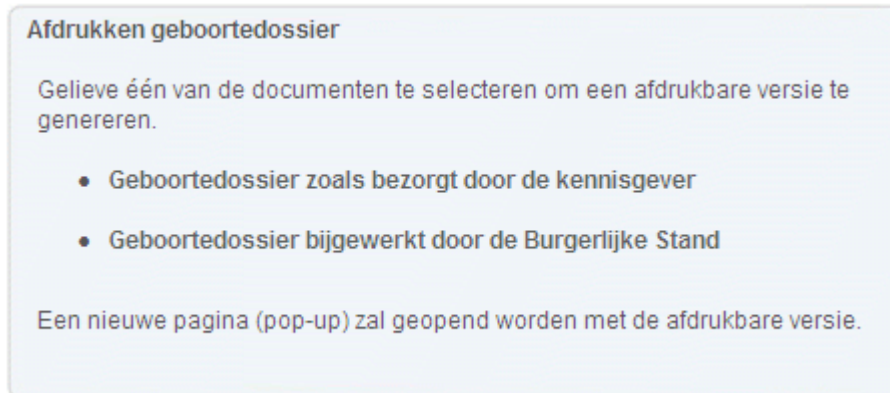 Afdrukken geboortedossier
Gelieve één van de documenten te selecteren om een afdrukbare versie te
genereren.
• Geboortedossier zoals bezorgt door de kennisgever
• Geboortedossier bijgewerkt door de Burgerlijke Stand
Een nieuwe pagina (pop-up) zal geopend worden met de afdrukbare versie.